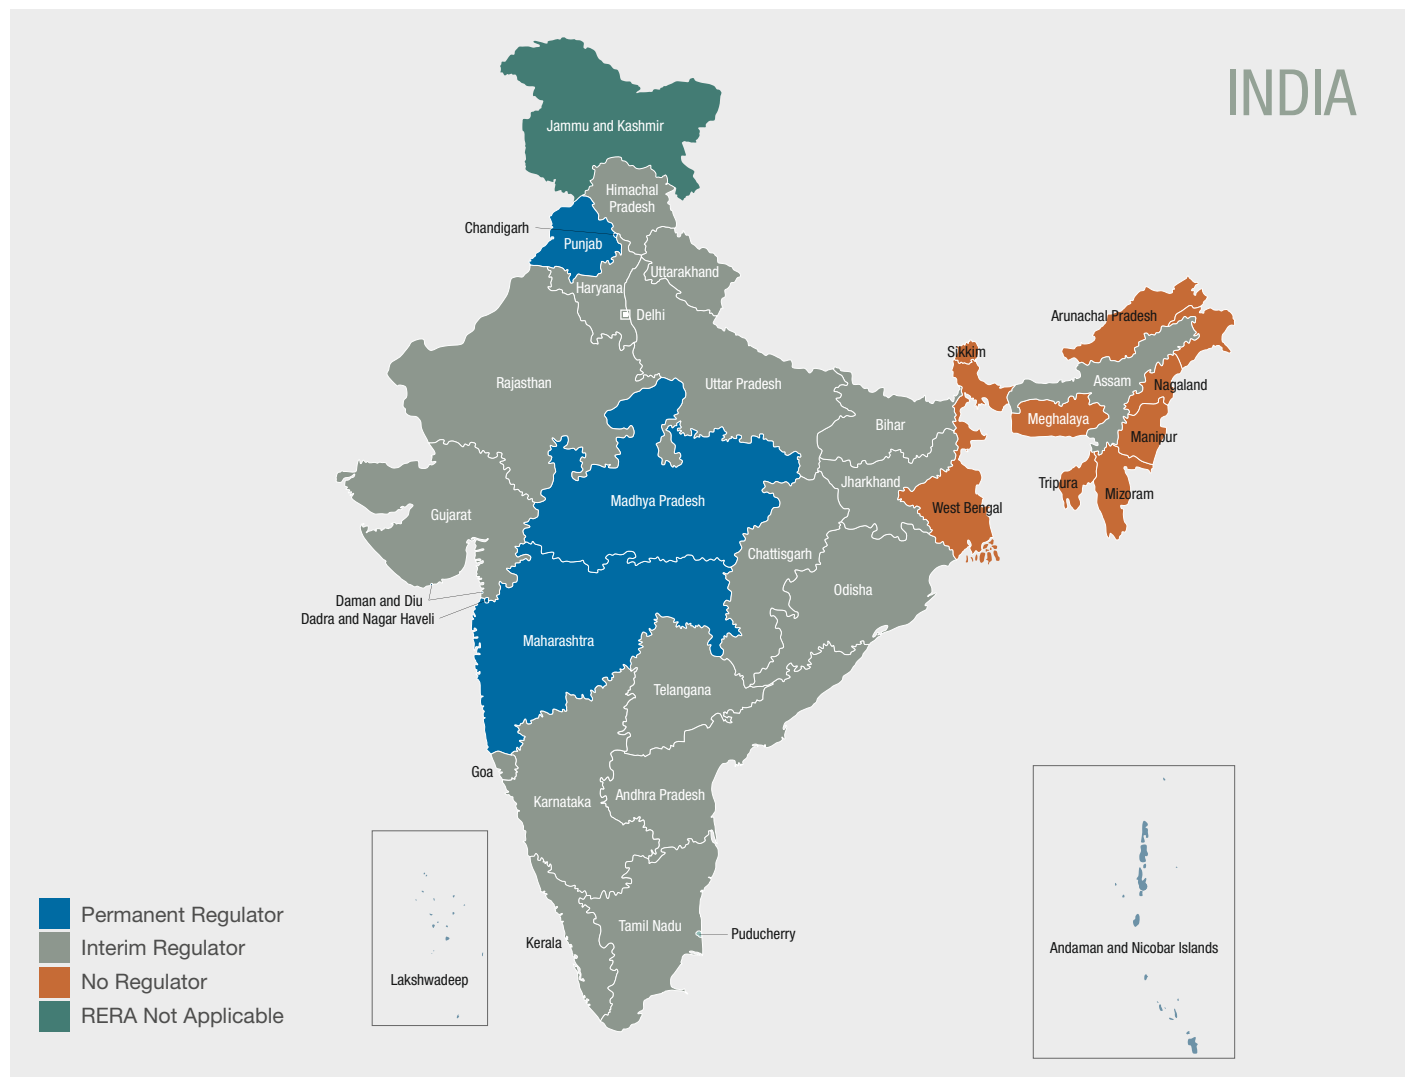 INDIA
Jammu and Kashmir
Himachal
Pradesh
Chandigarh
Punjab
Uttarakhand
Haryana
Delhi
Arunachal Pradesh
Sikkim
Rajasthan
Uttar Pradesh
Assam
Nagaland
Bihar
Meghalaya
Manipur
Jharkhand
Tripura
Mizoram
Madhya Pradesh
West Bengal
Gujarat
Chattisgarh
Odisha
Daman and Diu
Dadra and Nagar Haveli
Maharashtra
Telangana
Goa
Karnataka
Andhra Pradesh
Tamil Nadu
Puducherry
Kerala
Andaman and Nicobar Islands
Lakshwadeep
Permanent Regulator
Interim Regulator
No Regulator
RERA Not Applicable